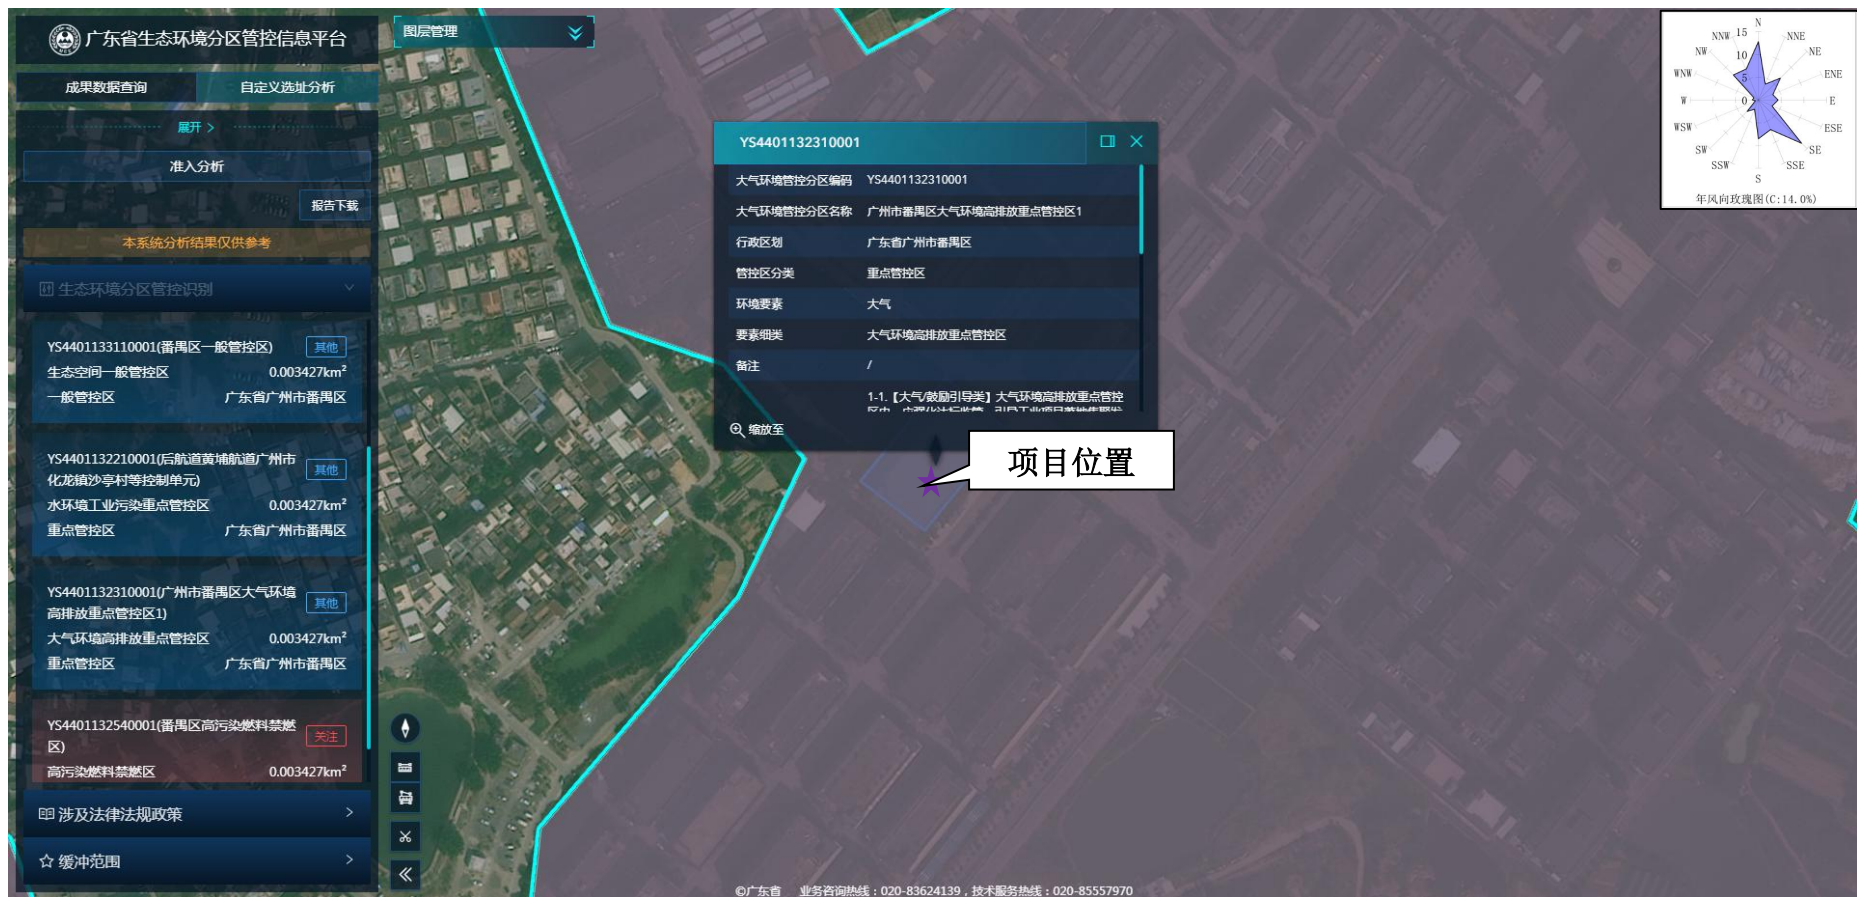 广东省生态环境分区管控信息平台
成果数据查询
自定义选址分析
展开 >
准入分析
报告下载
本系统分析结果仅供参考
生态环境分区管控识别
YS4401133110001(番禺区一般管控区)
其他
生态空间一般管控区 0.003427km²
一般管控区 广东省广州市番禺区
YS4401132210001(后航道黄埔航道广州市
化龙镇沙亭村等控制单元)
其他
水环境工业污染重点管控区 0.003427km²
重点管控区 广东省广州市番禺区
YS4401132310001(广州市番禺区大气环境
高排放重点管控区1)
其他
大气环境高排放重点管控区 0.003427km²
重点管控区 广东省广州市番禺区
YS4401132540001(番禺区高污染燃料禁燃
区)
关注
高污染燃料禁燃区 0.003427km²
涉及法律法规政策
缓冲范围
图层管理
YS4401132310001
大气环境管控分区编码 YS4401132310001
大气环境管控分区名称 广州市番禺区大气环境高排放重点管控区1
行政区划 广东省广州市番禺区
管控区分类 重点管控区
环境要素 大气
要素细类 大气环境高排放重点管控区
备注 /
1-1.【大气/鼓励引导类】大气环境高排放重点管控
区内，应强化达标监管，引导工业项目落地集聚发
缩放至
项目位置
N
NNW 15 NNE
NW 10 NE
WNW 5 ENE
W 0 E
WSW ESE
SW SE
SSW SSE
S
年风向玫瑰图(C:14.0%)
©广东省 业务咨询热线：020-83624139，技术服务热线：020-85557970